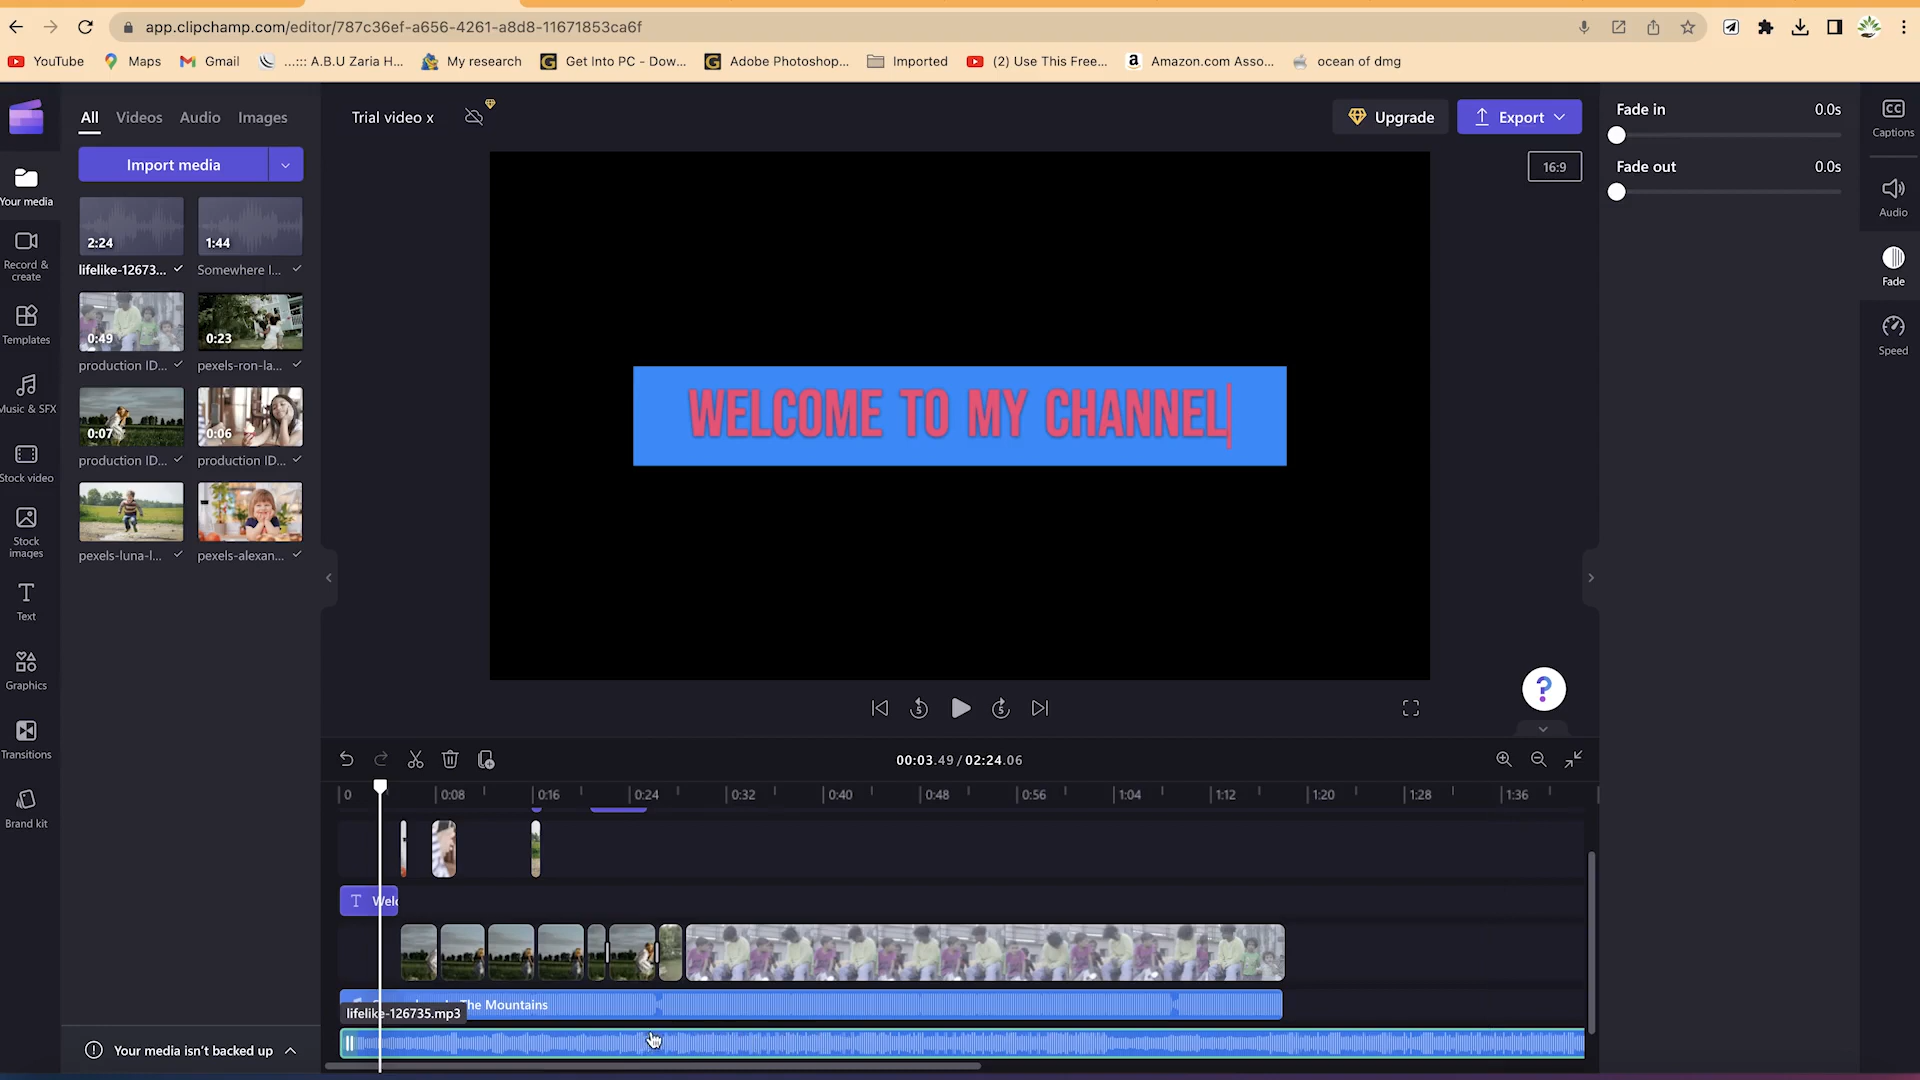 app.clipchamp.com/editor/787c36ef-a656-4261-a8d8-11671853ca6f
YouTube
Maps
Gmail
...:: A.B.U Zaria H...
My research
Get Into PC - Dow...
Adobe Photoshop...
Imported
(2) Use This Free...
Amazon.com Asso...
ocean of dmg
All
Videos
Audio
Images
Trial video x
Upgrade
Export
Fade in
0.0s
Fade out
0.0s
Captions
Audio
Fade
Speed
16:9
Import media
Your media
Record &
create
Templates
Music & SFX
Stock video
Stock
images
Text
Graphics
Transitions
Brand kit
2:24
lifelike-12673...
1:44
Somewhere I...
0:49
production ID...
0:23
pexels-ron-la...
0:07
production ID...
0:06
production ID...
pexels-luna-l...
pexels-alexan...
WELCOME TO MY CHANNEL
5
5
?
00:03.49 / 02:24.06
0
0:08
0:16
0:24
0:32
0:40
0:48
0:56
1:04
1:12
1:20
1:28
1:36
T Welc
The Mountains
lifelike-126735.mp3
Your media isn't backed up